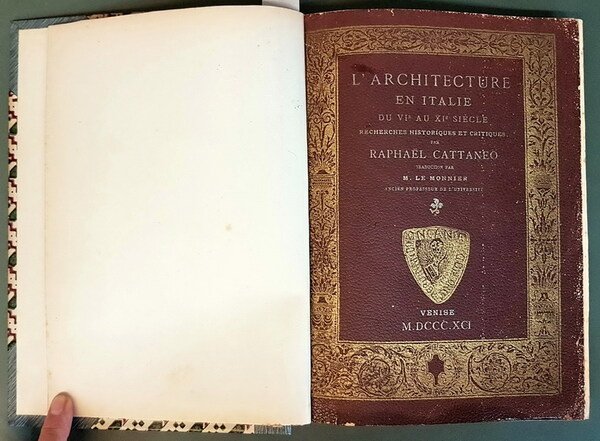 L'ARCHITECTURE
EN ITALIE
DU VIe AU XIe SIÈCLE
RECHERCHES HISTORIQUES ET CRITIQUES
PAR
RAPHAËL CATTANEO
TRADUCTION PAR
M. LE MONNIER
ANCIEN PROFESSEUR DE L'UNIVERSITÉ
VENISE
M.DCCC.XCI